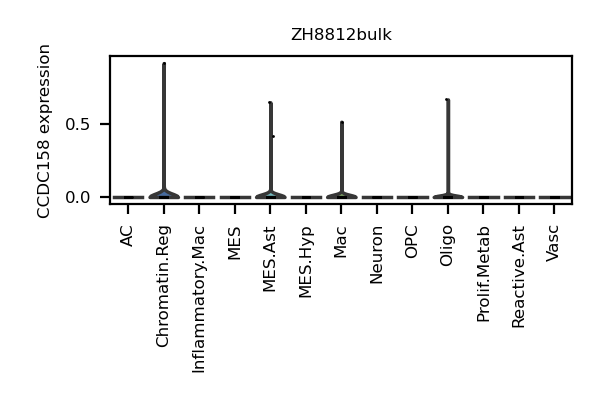 ZH8812bulk
CCDC158 expression
0.5
0.0
AC
Chromatin.Reg
Inflammatory.Mac
MES
MES.Ast
MES.Hyp
Mac
Neuron
OPC
Oligo
Prolif.Metab
Reactive.Ast
Vasc